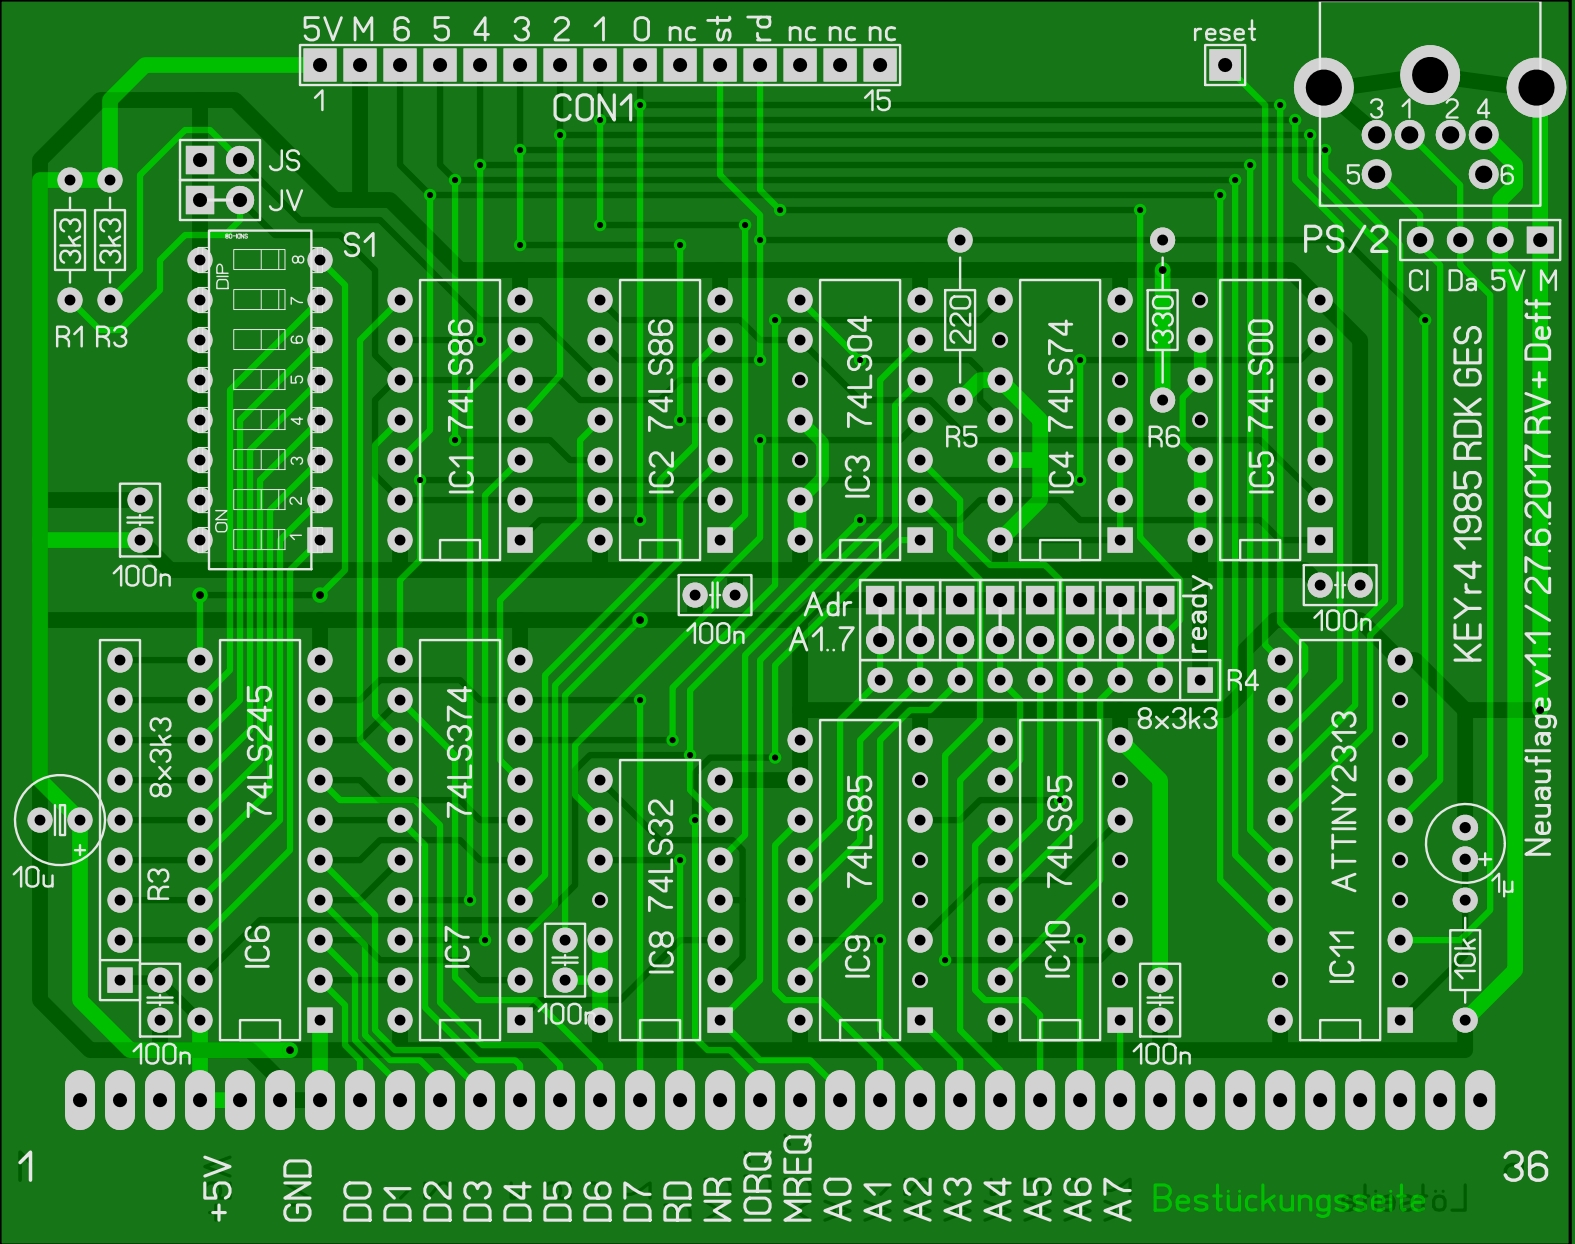 5V M 6 5 4 3 2 1 0 nc st rd nc nc nc
reset
1
CON1
15
3 1 2 4
5
6
JS
JV
3k3
3k3
S1
PS/2
Cl Da 5V M
R1 R3
DIP
ON
8
7
6
5
4
3
2
1
IC1 74LS86
IC2 74LS86
IC3 74LS04
220
R5
IC4 74LS74
330
R6
IC5 74LS00
KEYr4 1985 RDK GES
Neuauflage v1.1 / 27.6.2017 RV+Deff
100n
100n
100n
Adr
A1..7
ready
R4
8x3k3
8x3k3
R3
10u
+
IC6 74LS245
IC7 74LS374
IC8 74LS32
IC9 74LS85
IC10 74LS85
IC11 ATTINY2313
+
1µ
10k
100n
100n
100n
1
36
+5V
GND
D0
D1
D2
D3
D4
D5
D6
D7
RD
WR
IORQ
MREQ
A0
A1
A2
A3
A4
A5
A6
A7
Bestückungsseite